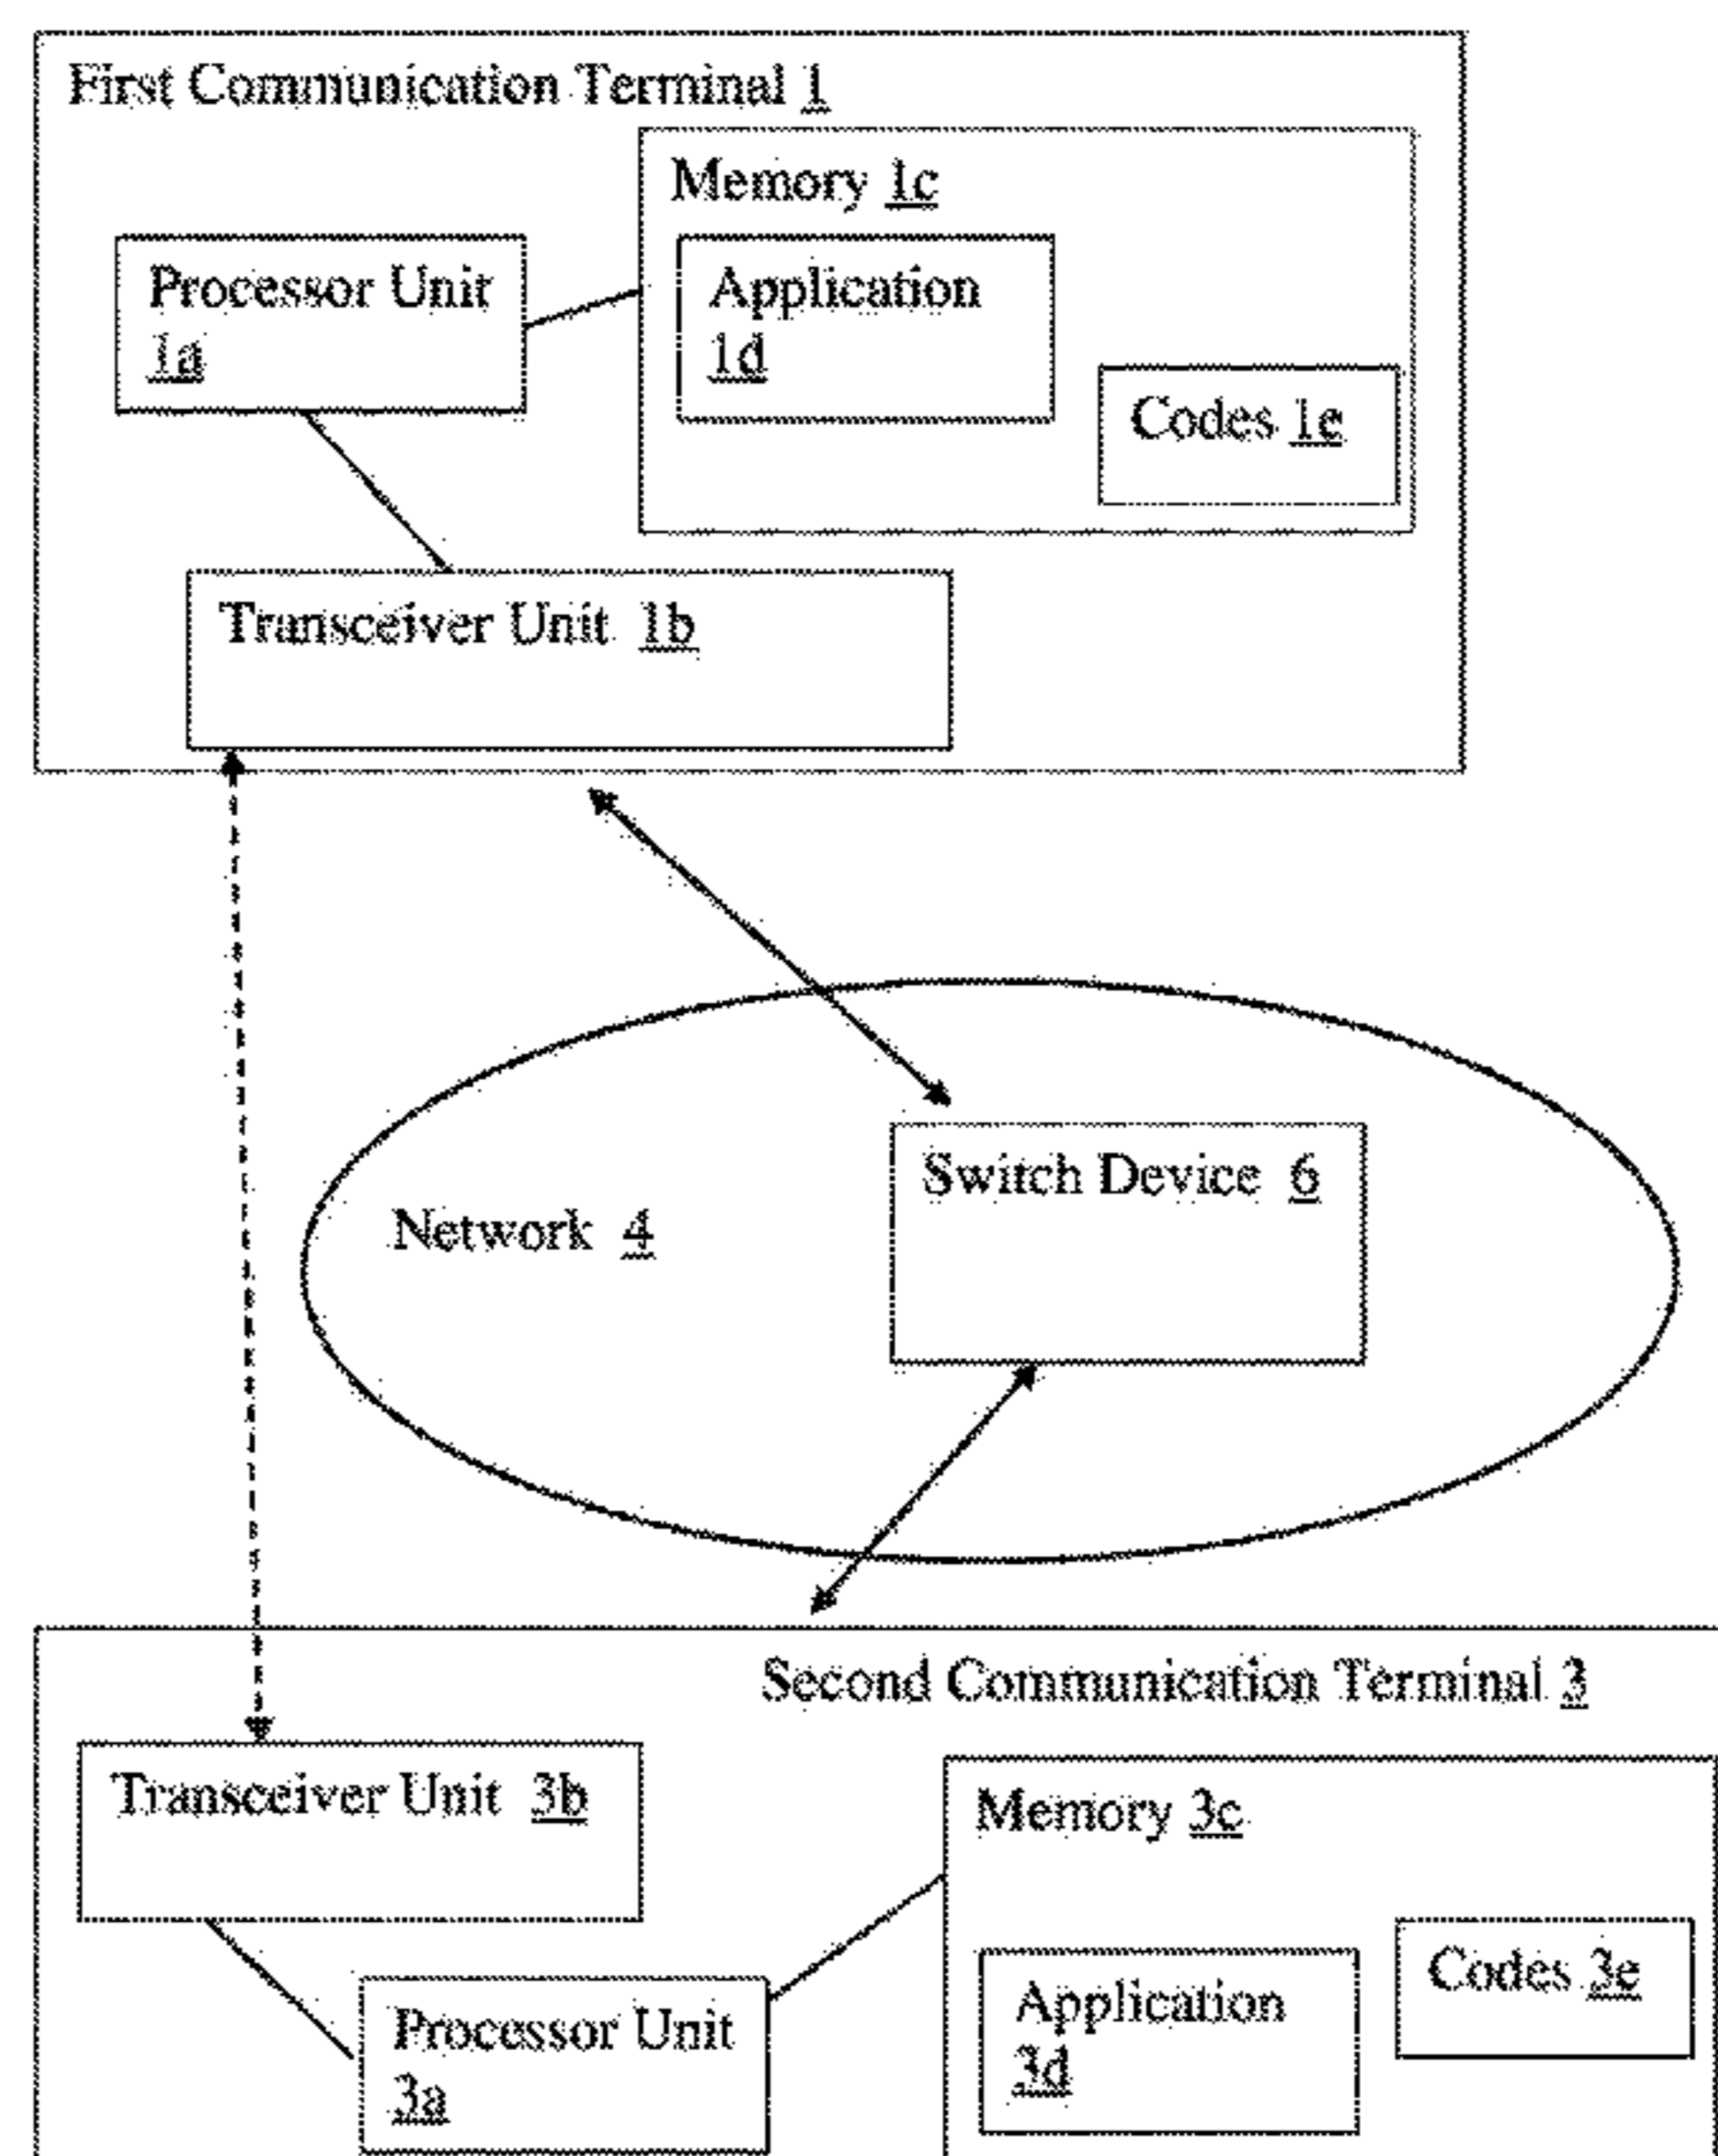 First Communication Terminal 1
Memory 1c
Processor Unit
1a
Application
1d
Codes 1e
Transceiver Unit 1b
Switch Device 6
Network 4
Second Communication Terminal 3
Transceiver Unit 3b
Memory 3c
Codes 3e
Application
3d
Processor Unit
3a